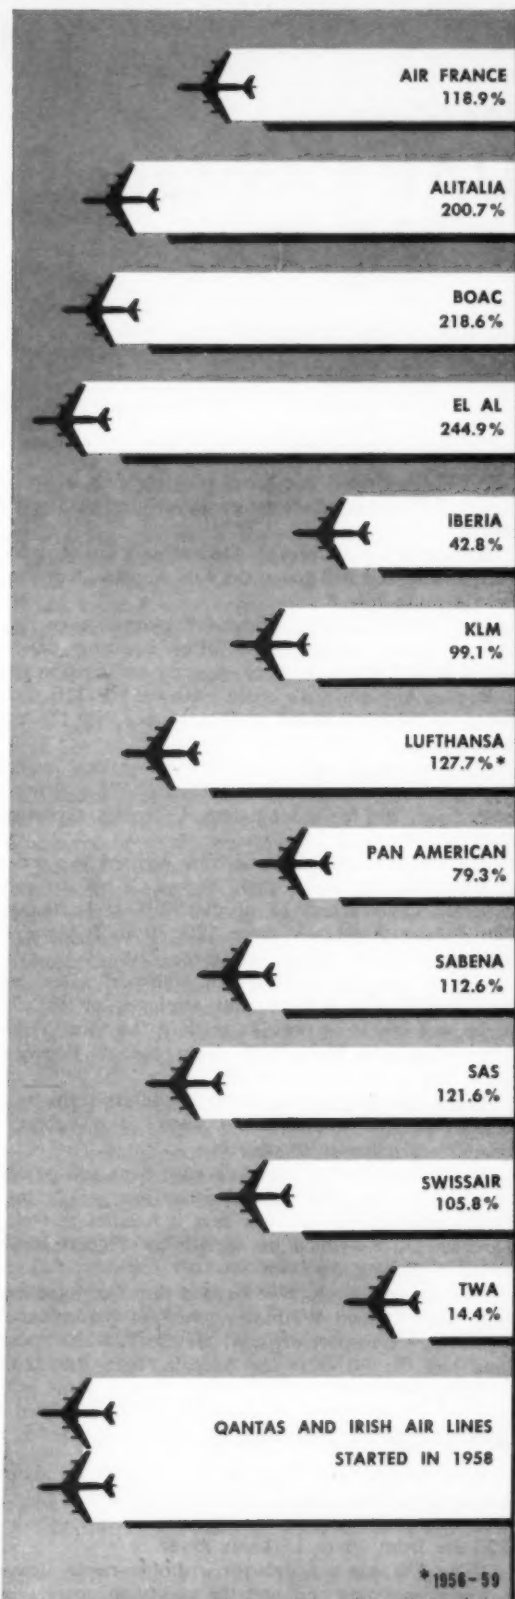 AIR FRANCE
118.9%
ALITALIA
200.7%
BOAC
218.6%
EL AL
244.9%
IBERIA
42.8%
KLM
99.1%
LUFTHANSA
127.7%*
PAN AMERICAN
79.3%
SABENA
112.6%
SAS
121.6%
SWISSAIR
105.8%
TWA
14.4%
QANTAS AND IRISH AIR LINES
STARTED IN 1958
*1956-59